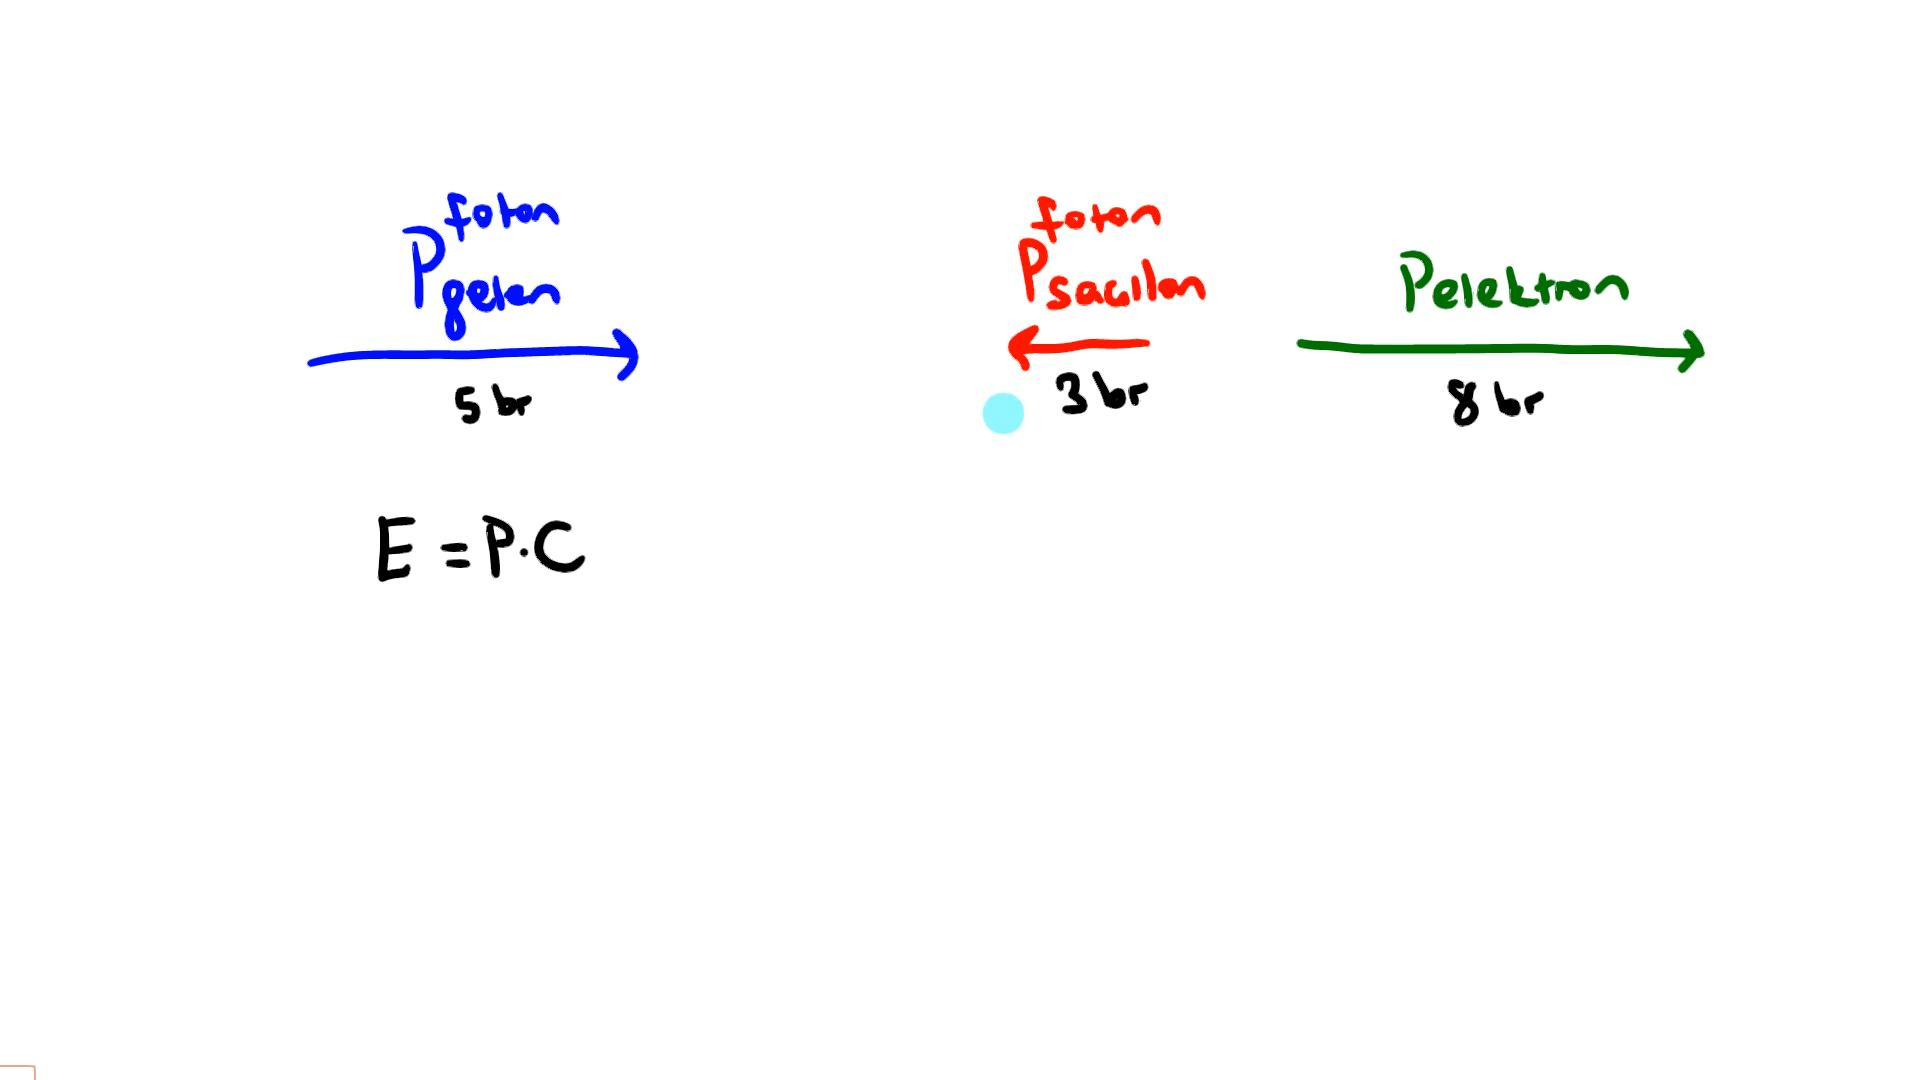 P foton gelen
5 br
P foton saçılan
3 br
Pelektron
8 br
E = P.C